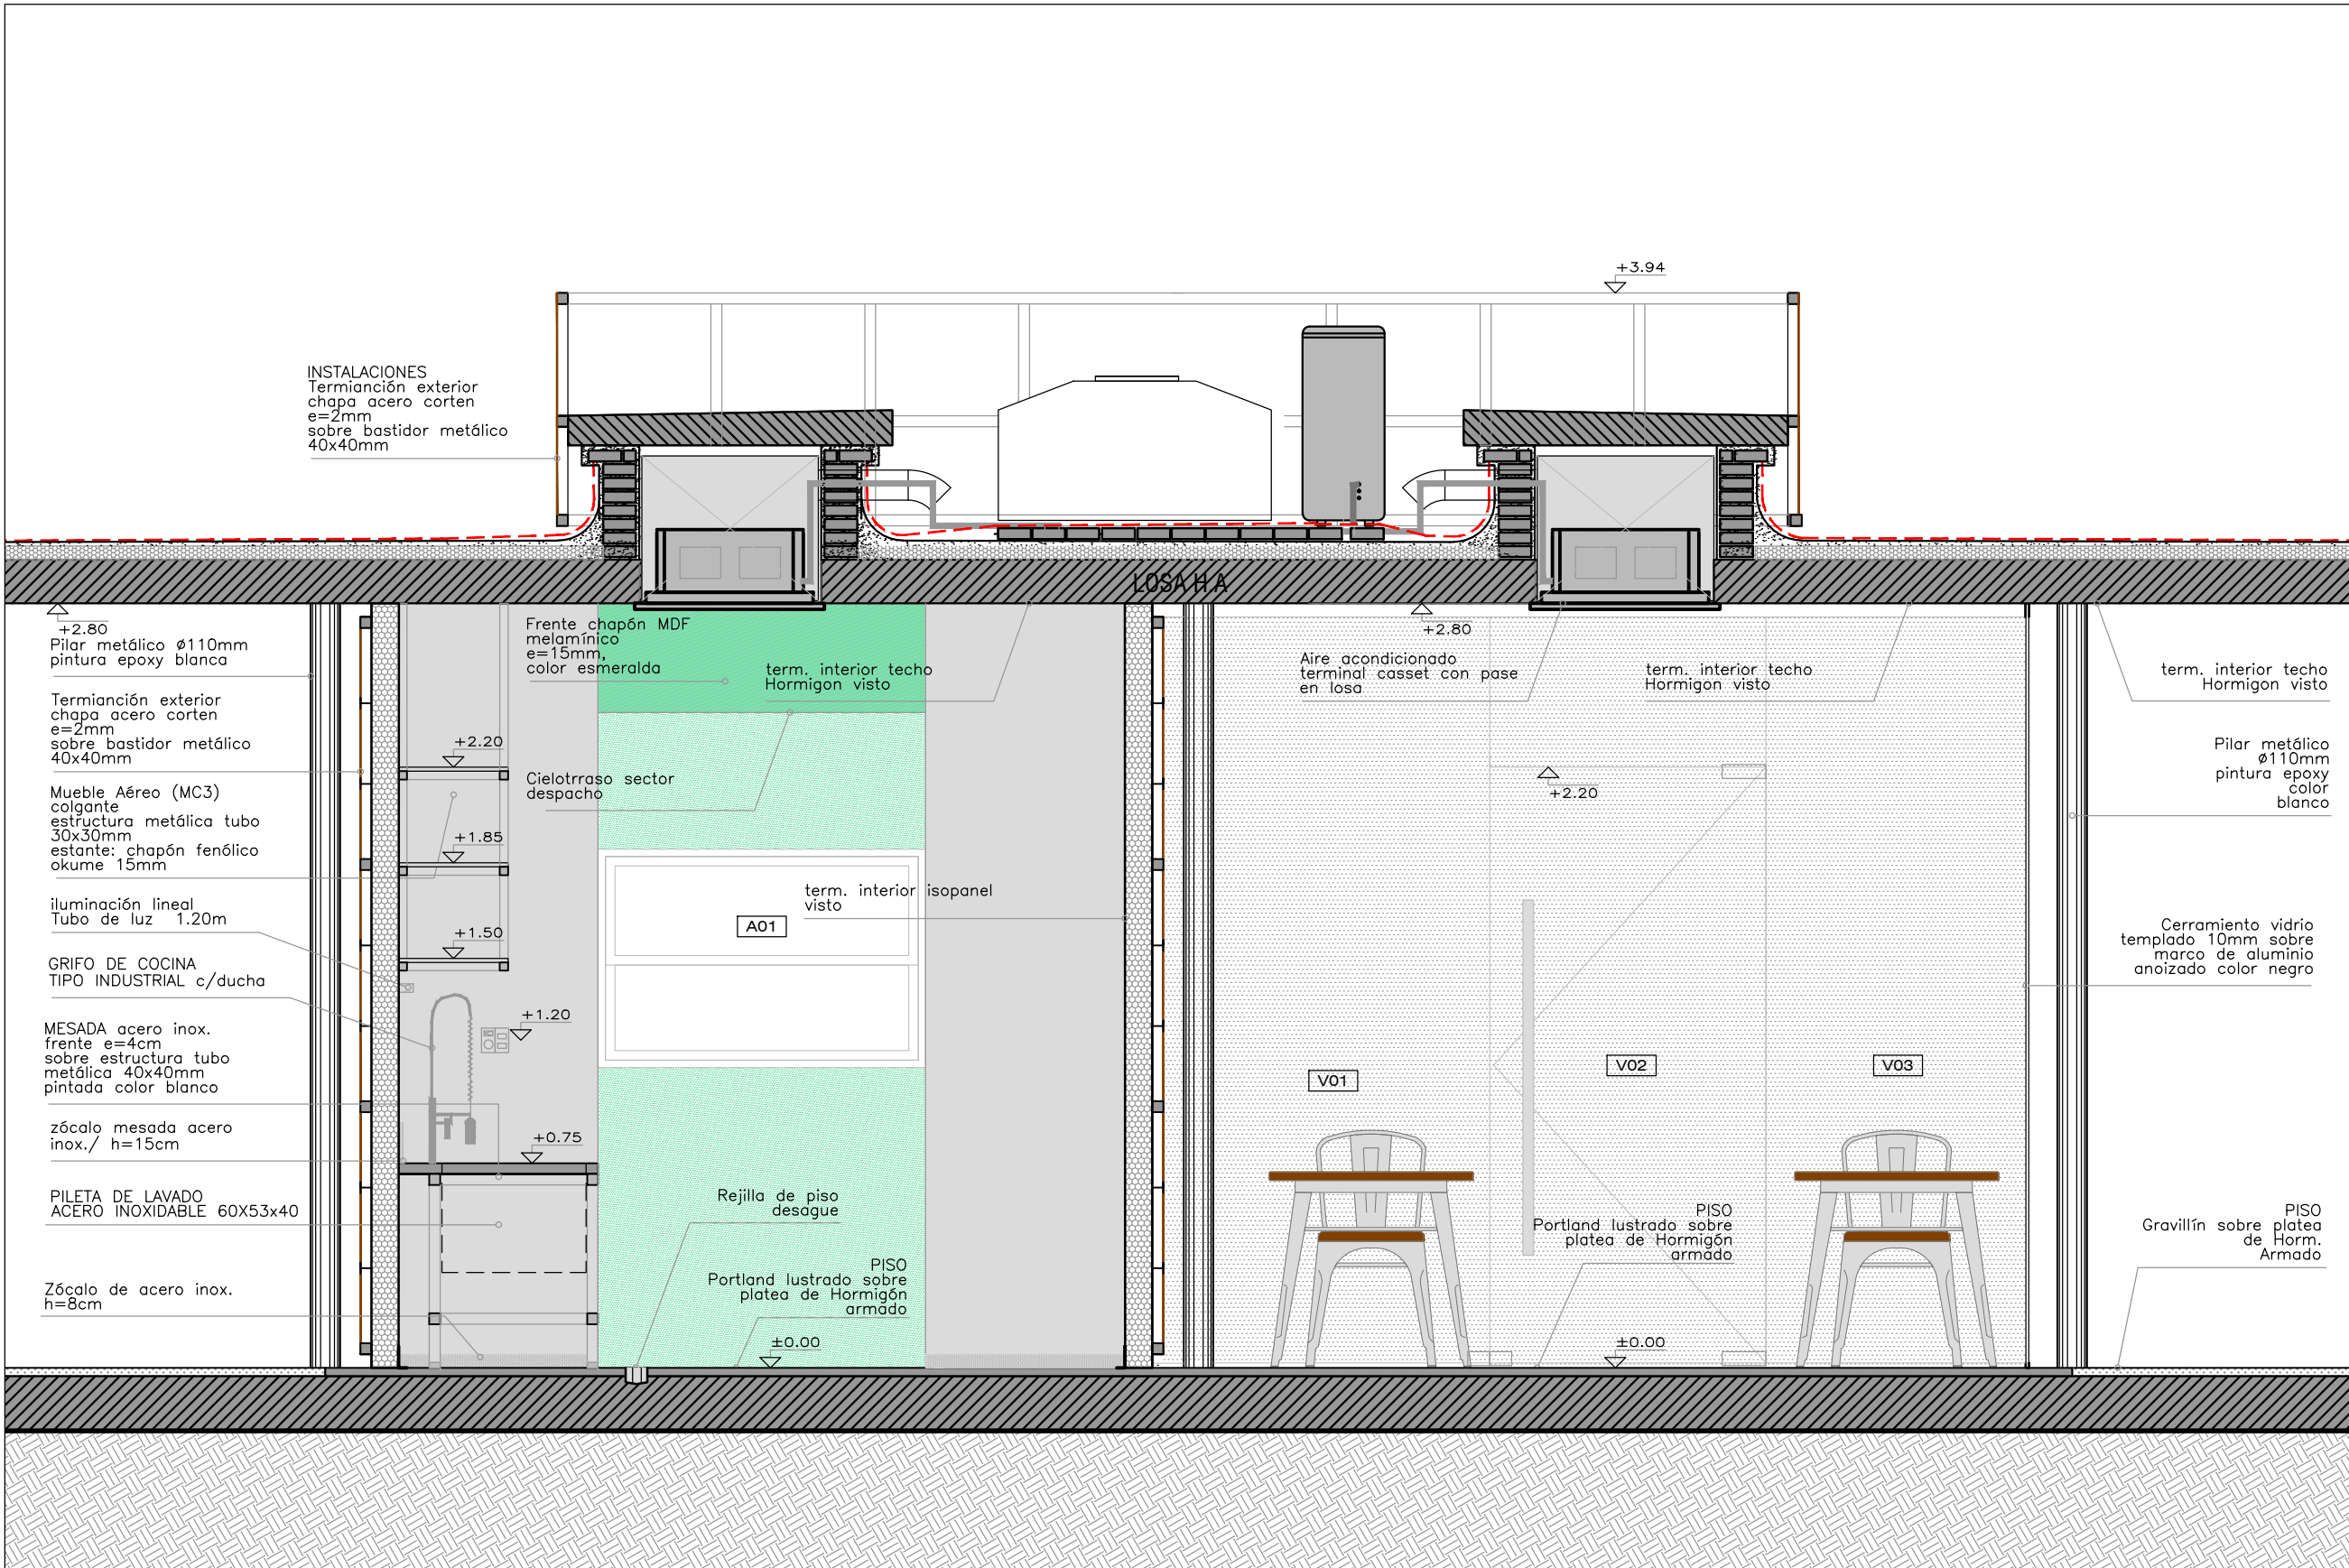 +3.94
INSTALACIONES
Termianción exterior
chapa acero corten
e=2mm
sobre bastidor metálico
40x40mm
LOSA H.A
+2.80
Pilar metálico ø110mm
pintura epoxy blanca
Termianción exterior
chapa acero corten
e=2mm
sobre bastidor metálico
40x40mm
Mueble Aéreo (MC3)
colgante
estructura metálica tubo
30x30mm
estante: chapón fenólico
okume 15mm
iluminación lineal
Tubo de luz 1.20m
GRIFO DE COCINA
TIPO INDUSTRIAL c/ducha
MESADA acero inox.
frente e=4cm
sobre estructura tubo
metálica 40x40mm
pintada color blanco
zócalo mesada acero
inox./ h=15cm
PILETA DE LAVADO
ACERO INOXIDABLE 60X53x40
Zócalo de acero inox.
h=8cm
+2.20
+1.85
+1.50
+1.20
+0.75
Frente chapón MDF
melamínico
e=15mm,
color esmeralda
term. interior techo
Hormigon visto
Cielotrraso sector
despacho
term. interior isopanel
visto
A01
Rejilla de piso
desague
PISO
Portland lustrado sobre
platea de Hormigón
armado
±0.00
+2.80
Aire acondicionado
terminal casset con pase
en losa
term. interior techo
Hormigon visto
+2.20
V01
V02
V03
PISO
Portland lustrado sobre
platea de Hormigón
armado
±0.00
term. interior techo
Hormigon visto
Pilar metálico
ø110mm
pintura epoxy
color
blanco
Cerramiento vidrio
templado 10mm sobre
marco de aluminio
anoizado color negro
PISO
Gravillín sobre platea
de Horm.
Armado